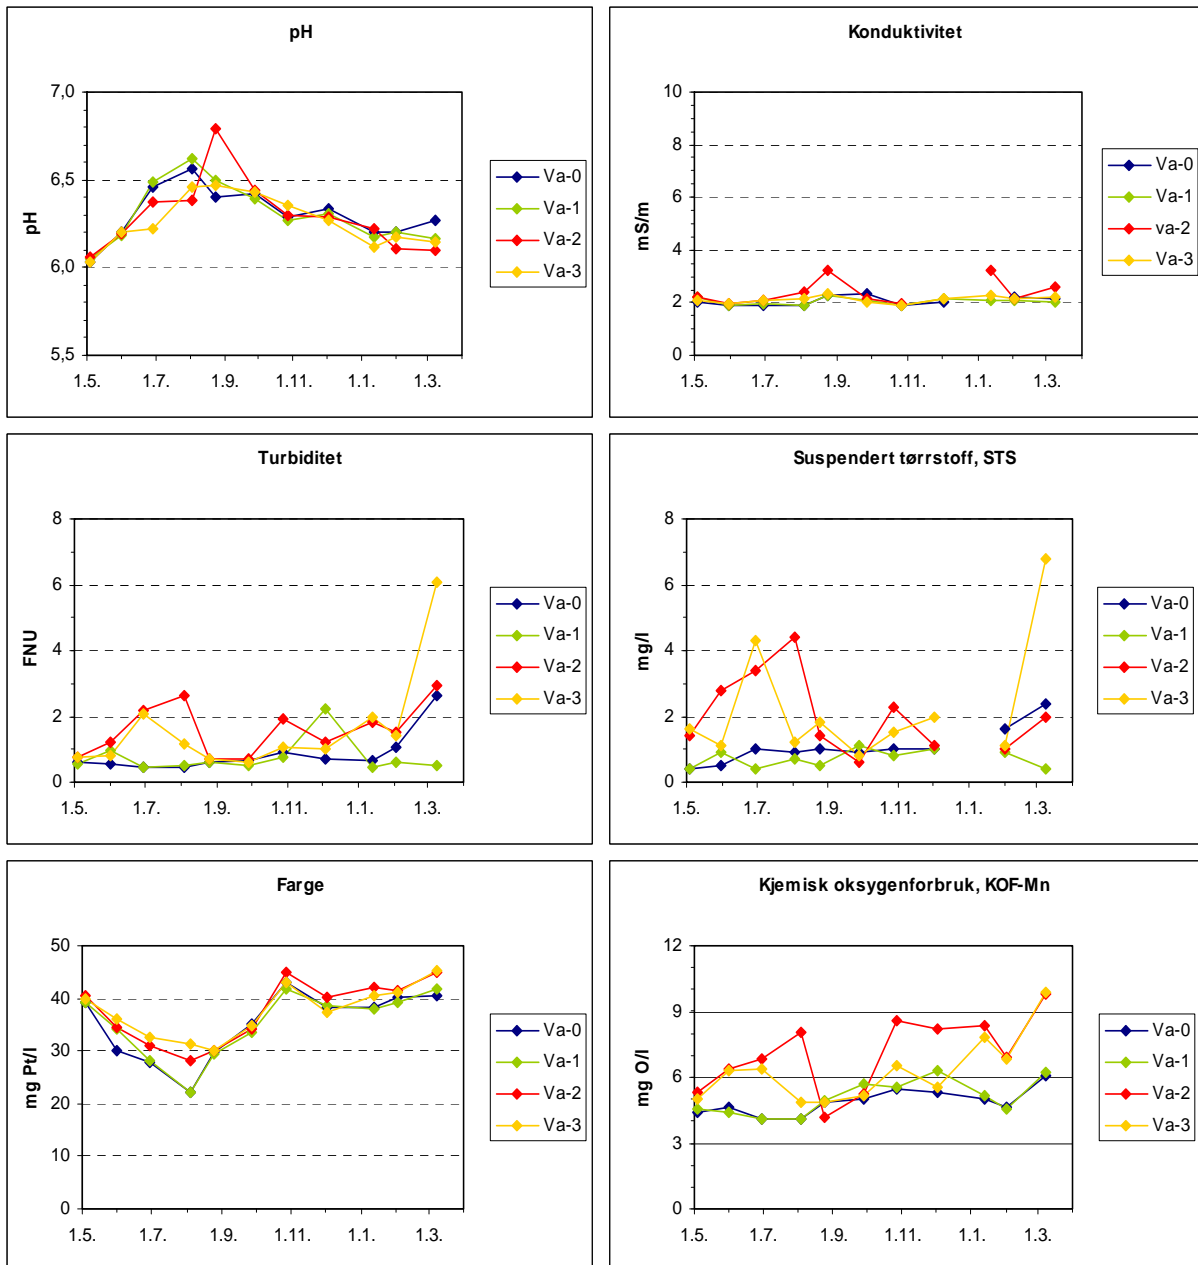 pH
pH
7,0
6,5
6,0
5,5
1.5.
1.7.
1.9.
1.11.
1.1.
1.3.
Va-0
Va-1
Va-2
Va-3
Konduktivitet
mS/m
10
8
6
4
2
0
1.5.
1.7.
1.9.
1.11.
1.1.
1.3.
Va-0
Va-1
va-2
Va-3
Turbiditet
FNU
8
6
4
2
0
1.5.
1.7.
1.9.
1.11.
1.1.
1.3.
Va-0
Va-1
Va-2
Va-3
Suspendert tørrstoff, STS
mg/l
8
6
4
2
0
1.5.
1.7.
1.9.
1.11.
1.1.
1.3.
Va-0
Va-1
Va-2
Va-3
Farge
mg Pt/l
50
40
30
20
10
0
1.5.
1.7.
1.9.
1.11.
1.1.
1.3.
Va-0
Va-1
Va-2
Va-3
Kjemisk oksygenforbruk, KOF-Mn
mg O/l
12
9
6
3
0
1.5.
1.7.
1.9.
1.11.
1.1.
1.3.
Va-0
Va-1
Va-2
Va-3